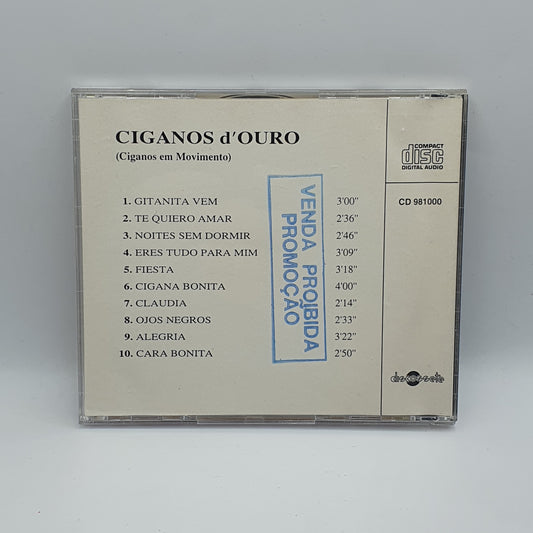 CIGANOS d'OURO
(Ciganos em Movimento)
1. GITANITA VEM 3'00"
2. TE QUIERO AMAR 2'36"
3. NOITES SEM DORMIR 2'46"
4. ERES TUDO PARA MIM 3'09"
5. FIESTA 3'18"
6. CIGANA BONITA 4'00"
7. CLAUDIA 2'14"
8. OJOS NEGROS 2'33"
9. ALEGRIA 3'22"
10. CARA BONITA 2'50"
VENDA PROIBIDA
PROMOÇÃO
COMPACT
disc
DIGITAL AUDIO
CD 981000
discossete